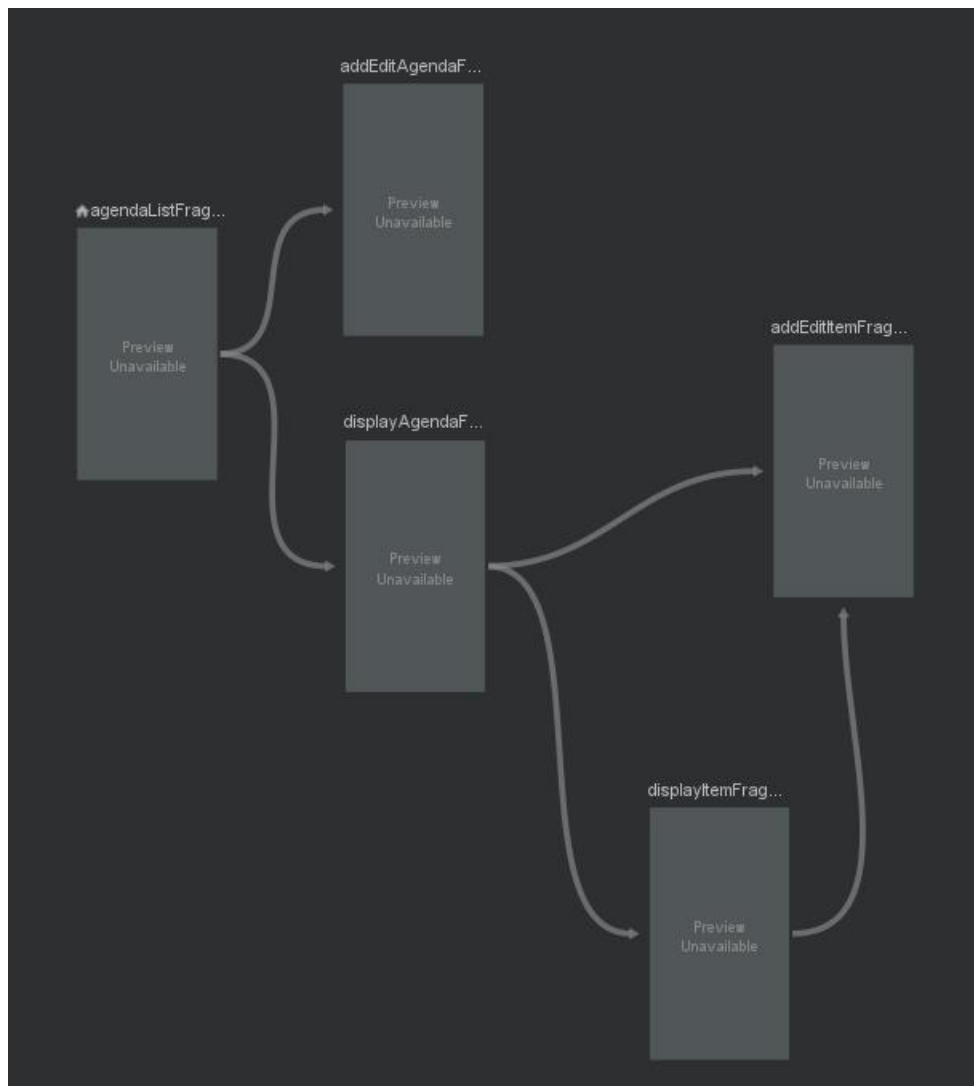 addEditAgendaF...
Preview
Unavailable
agendaListFrag...
Preview
Unavailable
addEditItemFrag...
Preview
Unavailable
displayAgendaF...
Preview
Unavailable
displayItemFrag...
Preview
Unavailable